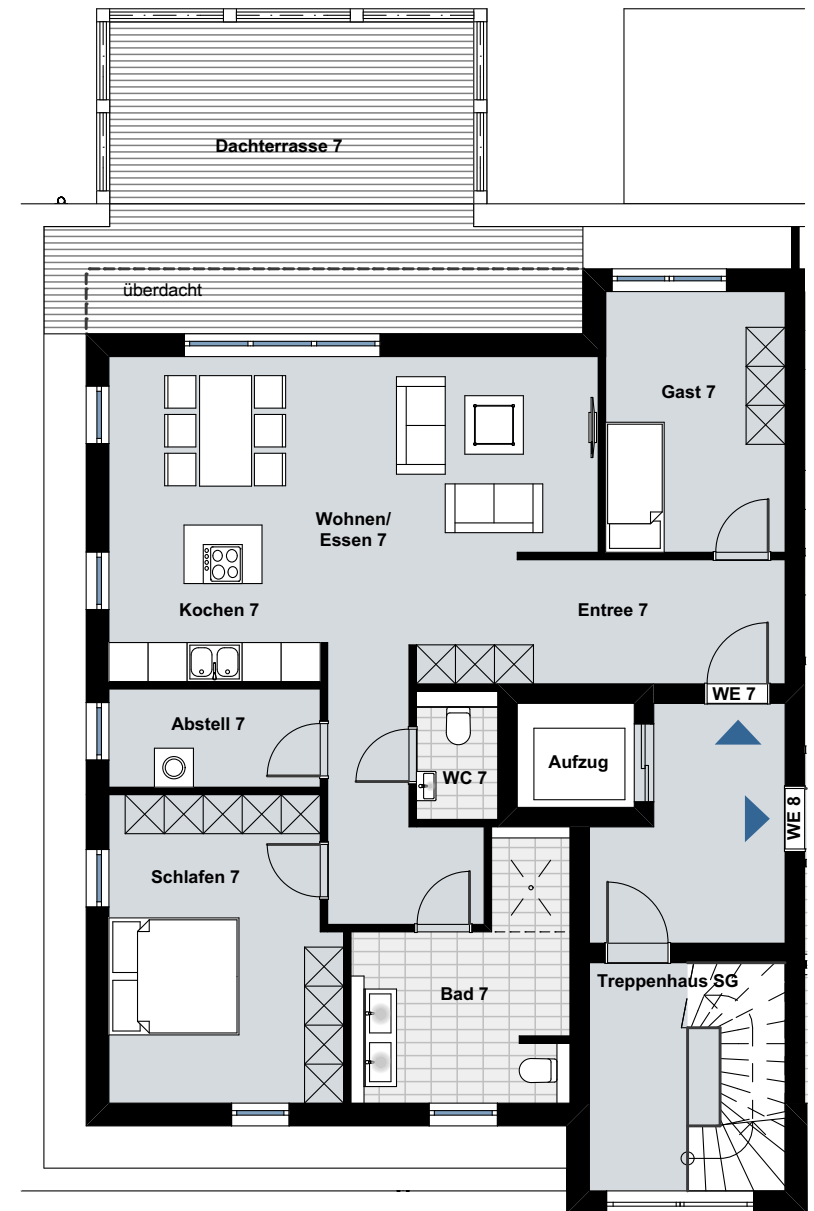 Dachterrasse 7
überdacht
Gast 7
Wohnen/
Essen 7
Kochen 7
Entree 7
WE 7
Abstell 7
WC 7
Aufzug
WE 8
Schlafen 7
Bad 7
Treppenhaus SG